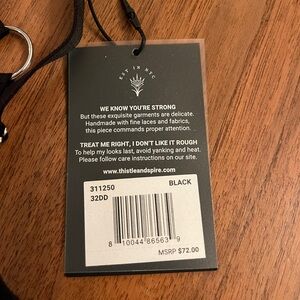 EST IN NYC
WE KNOW YOU'RE STRONG
But these exquisite garments are delicate.
Handmade with fine laces and fabrics,
this piece commands proper attention.
TREAT ME RIGHT, I DON'T LIKE IT ROUGH
To help my looks last, avoid yanking and heat.
Please follow care instructions on our site.
www.thistleandspire.com
311250 BLACK
32DD
8 10044 86563 9
MSRP $72.00